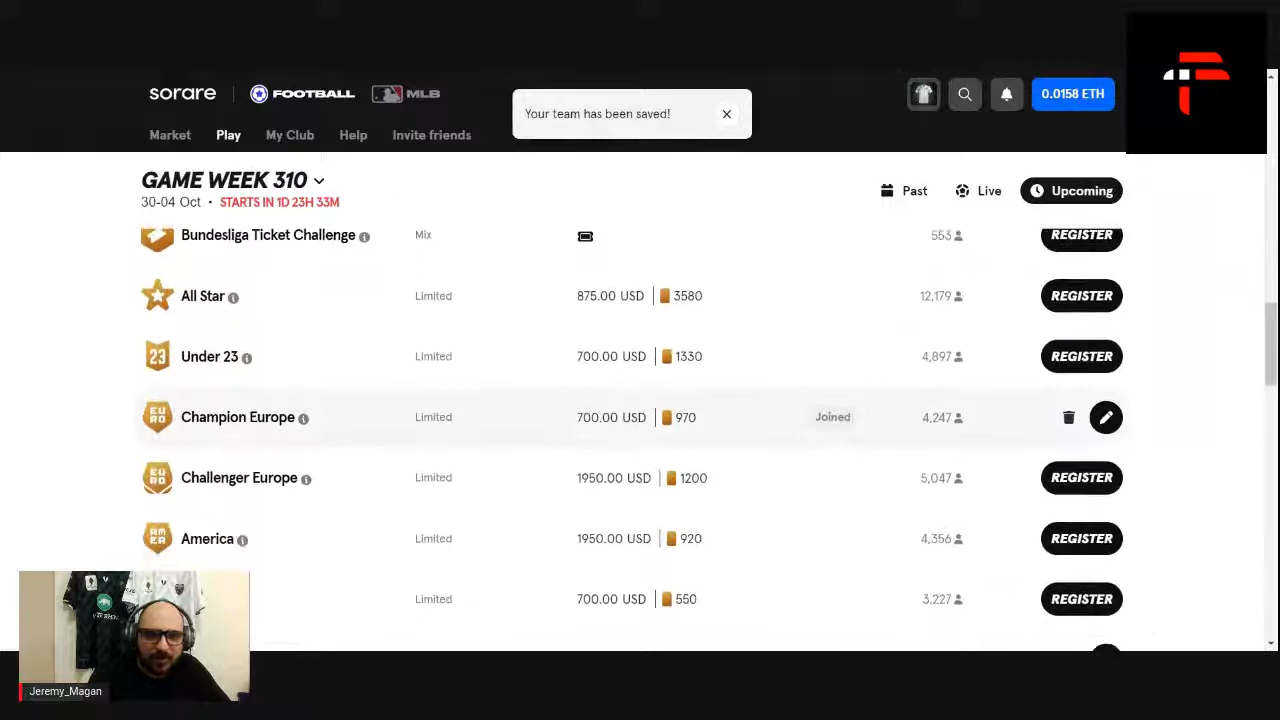 sorare FOOTBALL MLB 0.0158 ETH
Your team has been saved!
Market Play My Club Help Invite friends
GAME WEEK 310 Past Live Upcoming
30-04 Oct • STARTS IN 1D 23H 33M
Bundesliga Ticket Challenge Mix 553 REGISTER
All Star Limited 875.00 USD 3580 12,179 REGISTER
23 Under 23 Limited 700.00 USD 1330 4,897 REGISTER
EURO Champion Europe Limited 700.00 USD 970 Joined 4,247
EURO Challenger Europe Limited 1950.00 USD 1200 5,047 REGISTER
AMER America Limited 1950.00 USD 920 4,356 REGISTER
Limited 700.00 USD 550 3,227 REGISTER
Jeremy_Magan